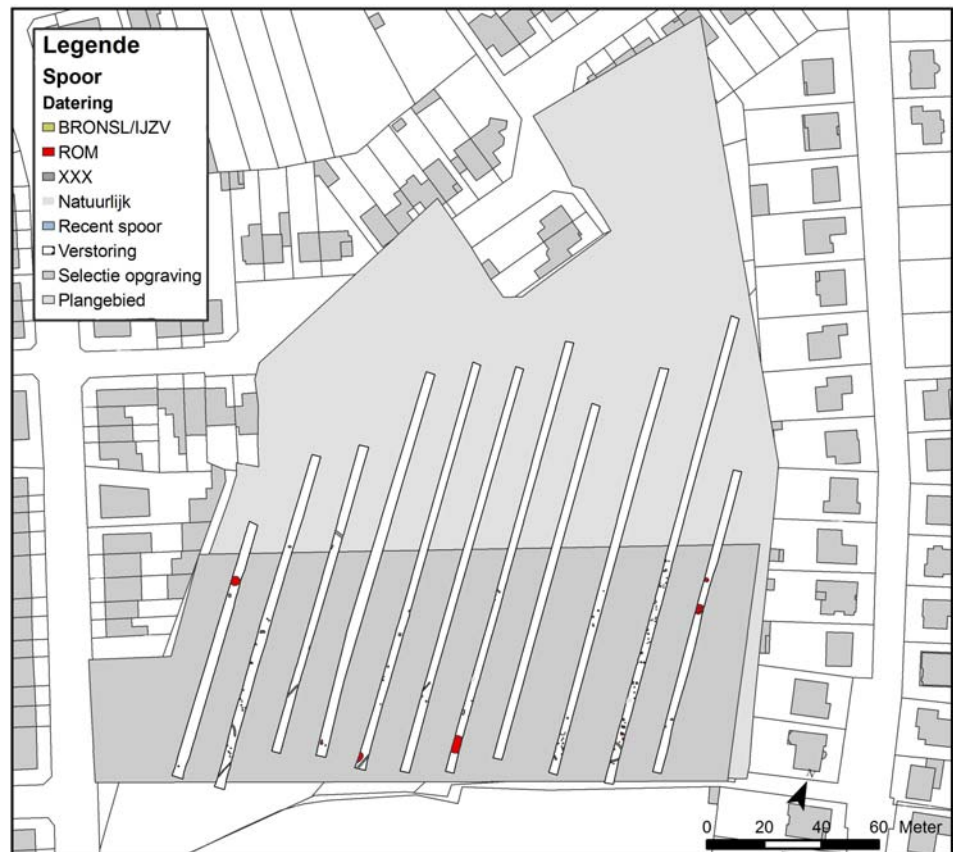 Legende
Spoor
Datering
BRONSL/IJZV
ROM
XXX
Natuurlijk
Recent spoor
Verstoring
Selectie opgraving
Plangebied
N
0 20 40 60 Meter